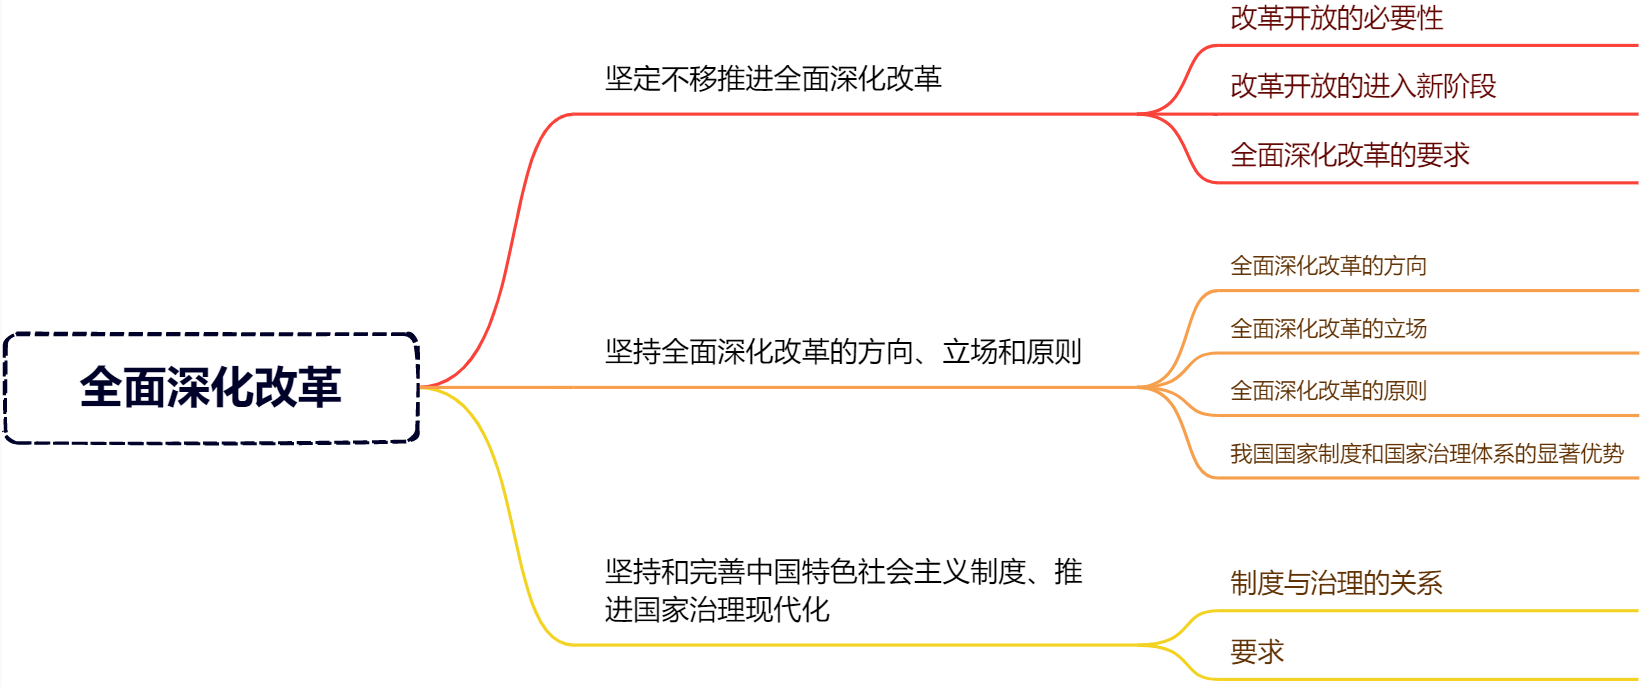 全面深化改革
坚定不移推进全面深化改革
改革开放的必要性
改革开放的进入新阶段
全面深化改革的要求
坚持全面深化改革的方向、立场和原则
全面深化改革的方向
全面深化改革的立场
全面深化改革的原则
我国国家制度和国家治理体系的显著优势
坚持和完善中国特色社会主义制度、推
进国家治理现代化
制度与治理的关系
要求